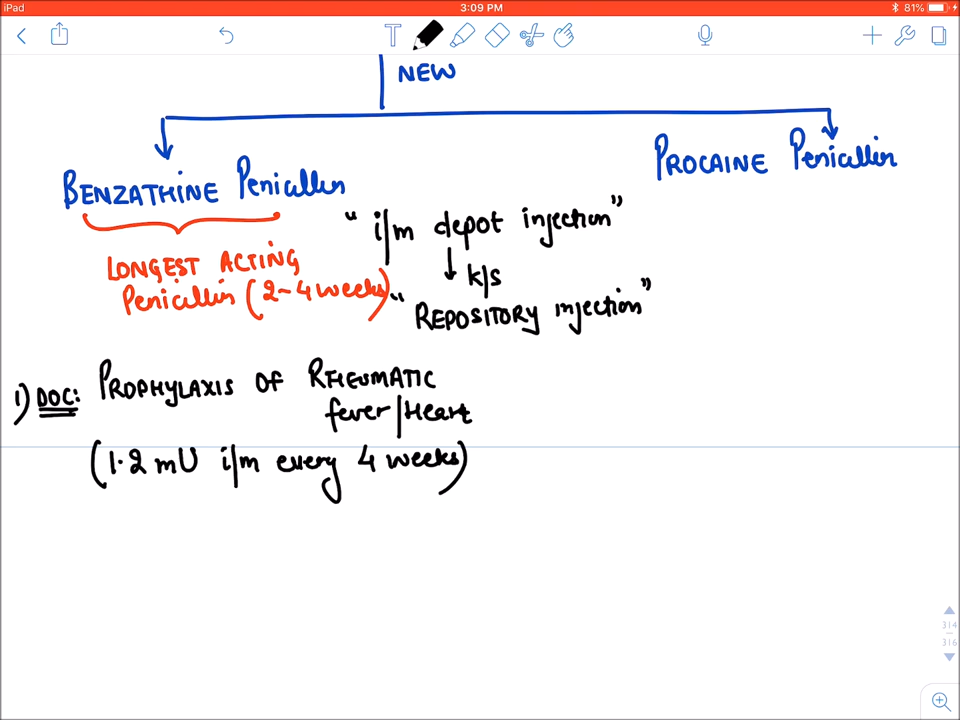 iPad
3:09 PM
81%
T
NEW
BENZATHINE Penicillin
PROCAINE Penicillin
" i/m depot injection"
LONGEST ACTING
Penicillin (2-4 weeks)
k/s
" REPOSITORY injection"
1) DOC: PROPHYLAXIS OF RHEUMATIC
fever/Heart
(1.2 mU i/m every 4 weeks)
314
316